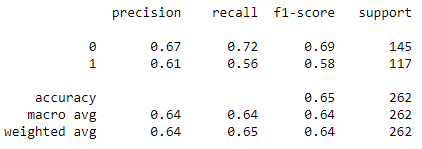 precision recall f1-score support
0 0.67 0.72 0.69 145
1 0.61 0.56 0.58 117
accuracy 0.65 262
macro avg 0.64 0.64 0.64 262
weighted avg 0.64 0.65 0.64 262